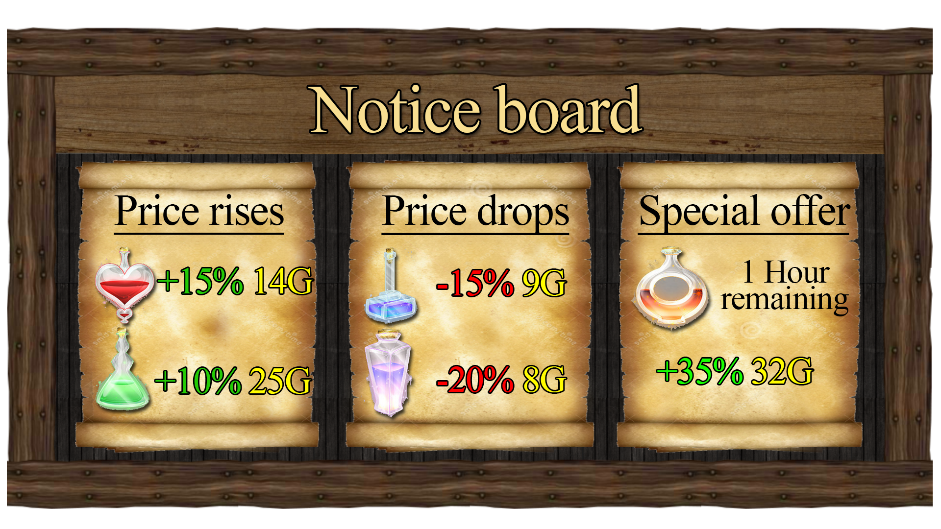 Notice board
Price rises
+15% 14G
+10% 25G
Price drops
-15% 9G
-20% 8G
Special offer
1 Hour
remaining
+35% 32G